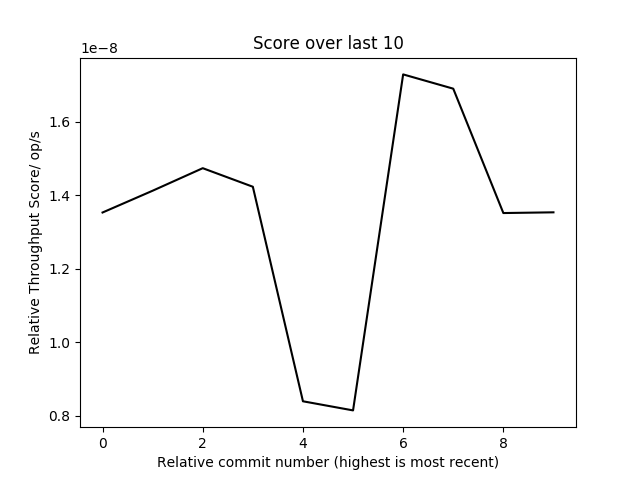 Score over last 10
1e−8
Relative Throughput Score/ op/s
1.6
1.4
1.2
1.0
0.8
0 2 4 6 8
Relative commit number (highest is most recent)